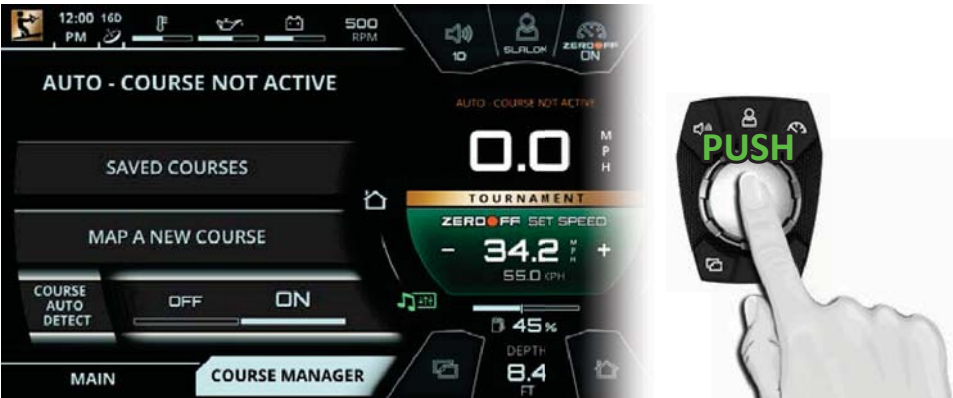 12:00 16D
PM
500
RPM
10
SLALOM
ZEROOFF
ON
AUTO - COURSE NOT ACTIVE
AUTO - COURSE NOT ACTIVE
0.0 MPH
SAVED COURSES
TOURNAMENT
ZEROOFF SET SPEED
MAP A NEW COURSE
- 34.2 MPH +
55.0 KPH
COURSE
AUTO
DETECT
OFF ON
45%
DEPTH
8.4
FT
MAIN COURSE MANAGER
PUSH